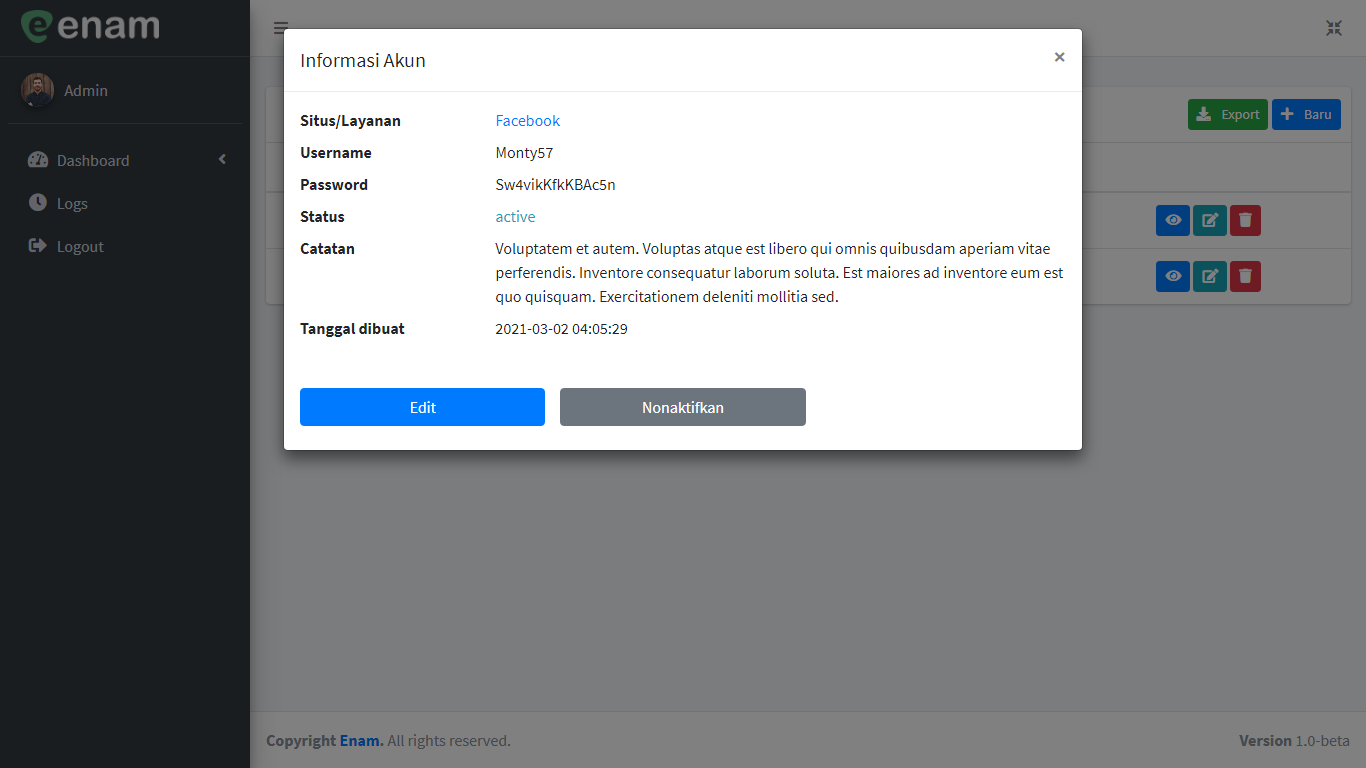 enam
Admin
Dashboard
Logs
Logout
Informasi Akun
×
Situs/Layanan Facebook
Username Monty57
Password Sw4vikKfkKBAc5n
Status active
Catatan Voluptatem et autem. Voluptas atque est libero qui omnis quibusdam aperiam vitae
perferendis. Inventore consequatur laborum soluta. Est maiores ad inventore eum est
quo quisquam. Exercitationem deleniti mollitia sed.
Tanggal dibuat 2021-03-02 04:05:29
Edit Nonaktifkan
Export Baru
Copyright Enam. All rights reserved. Version 1.0-beta